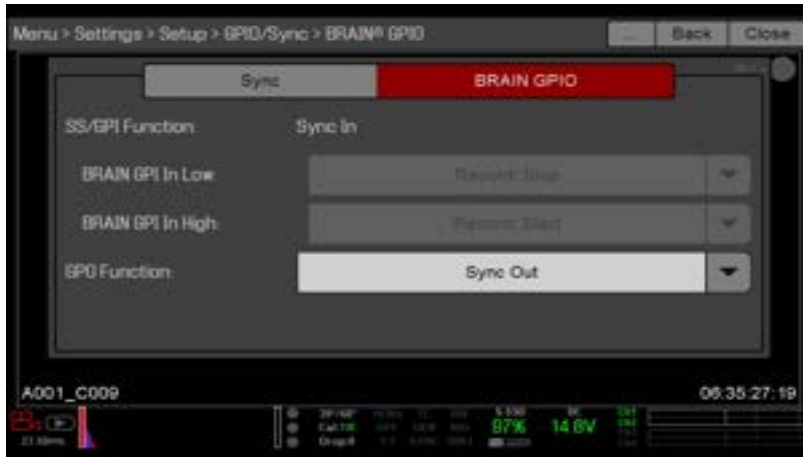 Menu > Settings > Setup > GPIO/Sync > BRAIN® GPIO ... Back Close
Sync BRAIN GPIO
SS/GPI Function: Sync In
BRAIN GPI In Low: Record: Stop
BRAIN GPI In High: Record: Start
GPO Function: Sync Out
A001_C009 06:35:27:19
97% 14.8V